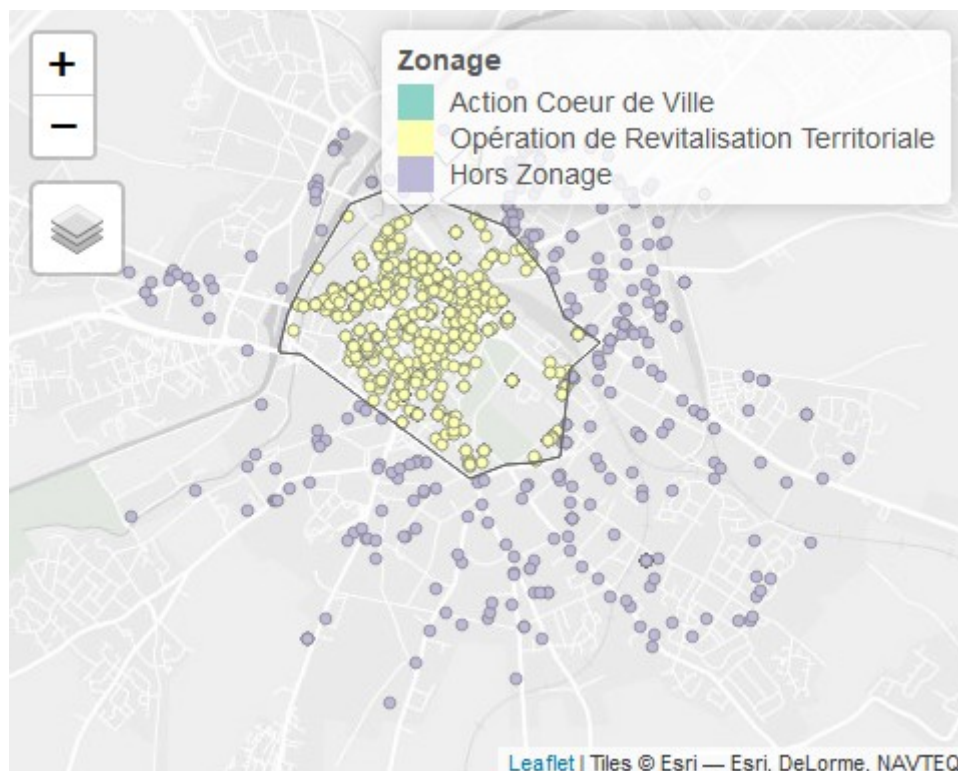 +
−
Zonage
Action Coeur de Ville
Opération de Revitalisation Territoriale
Hors Zonage
Leaflet | Tiles © Esri — Esri, DeLorme, NAVTEQ